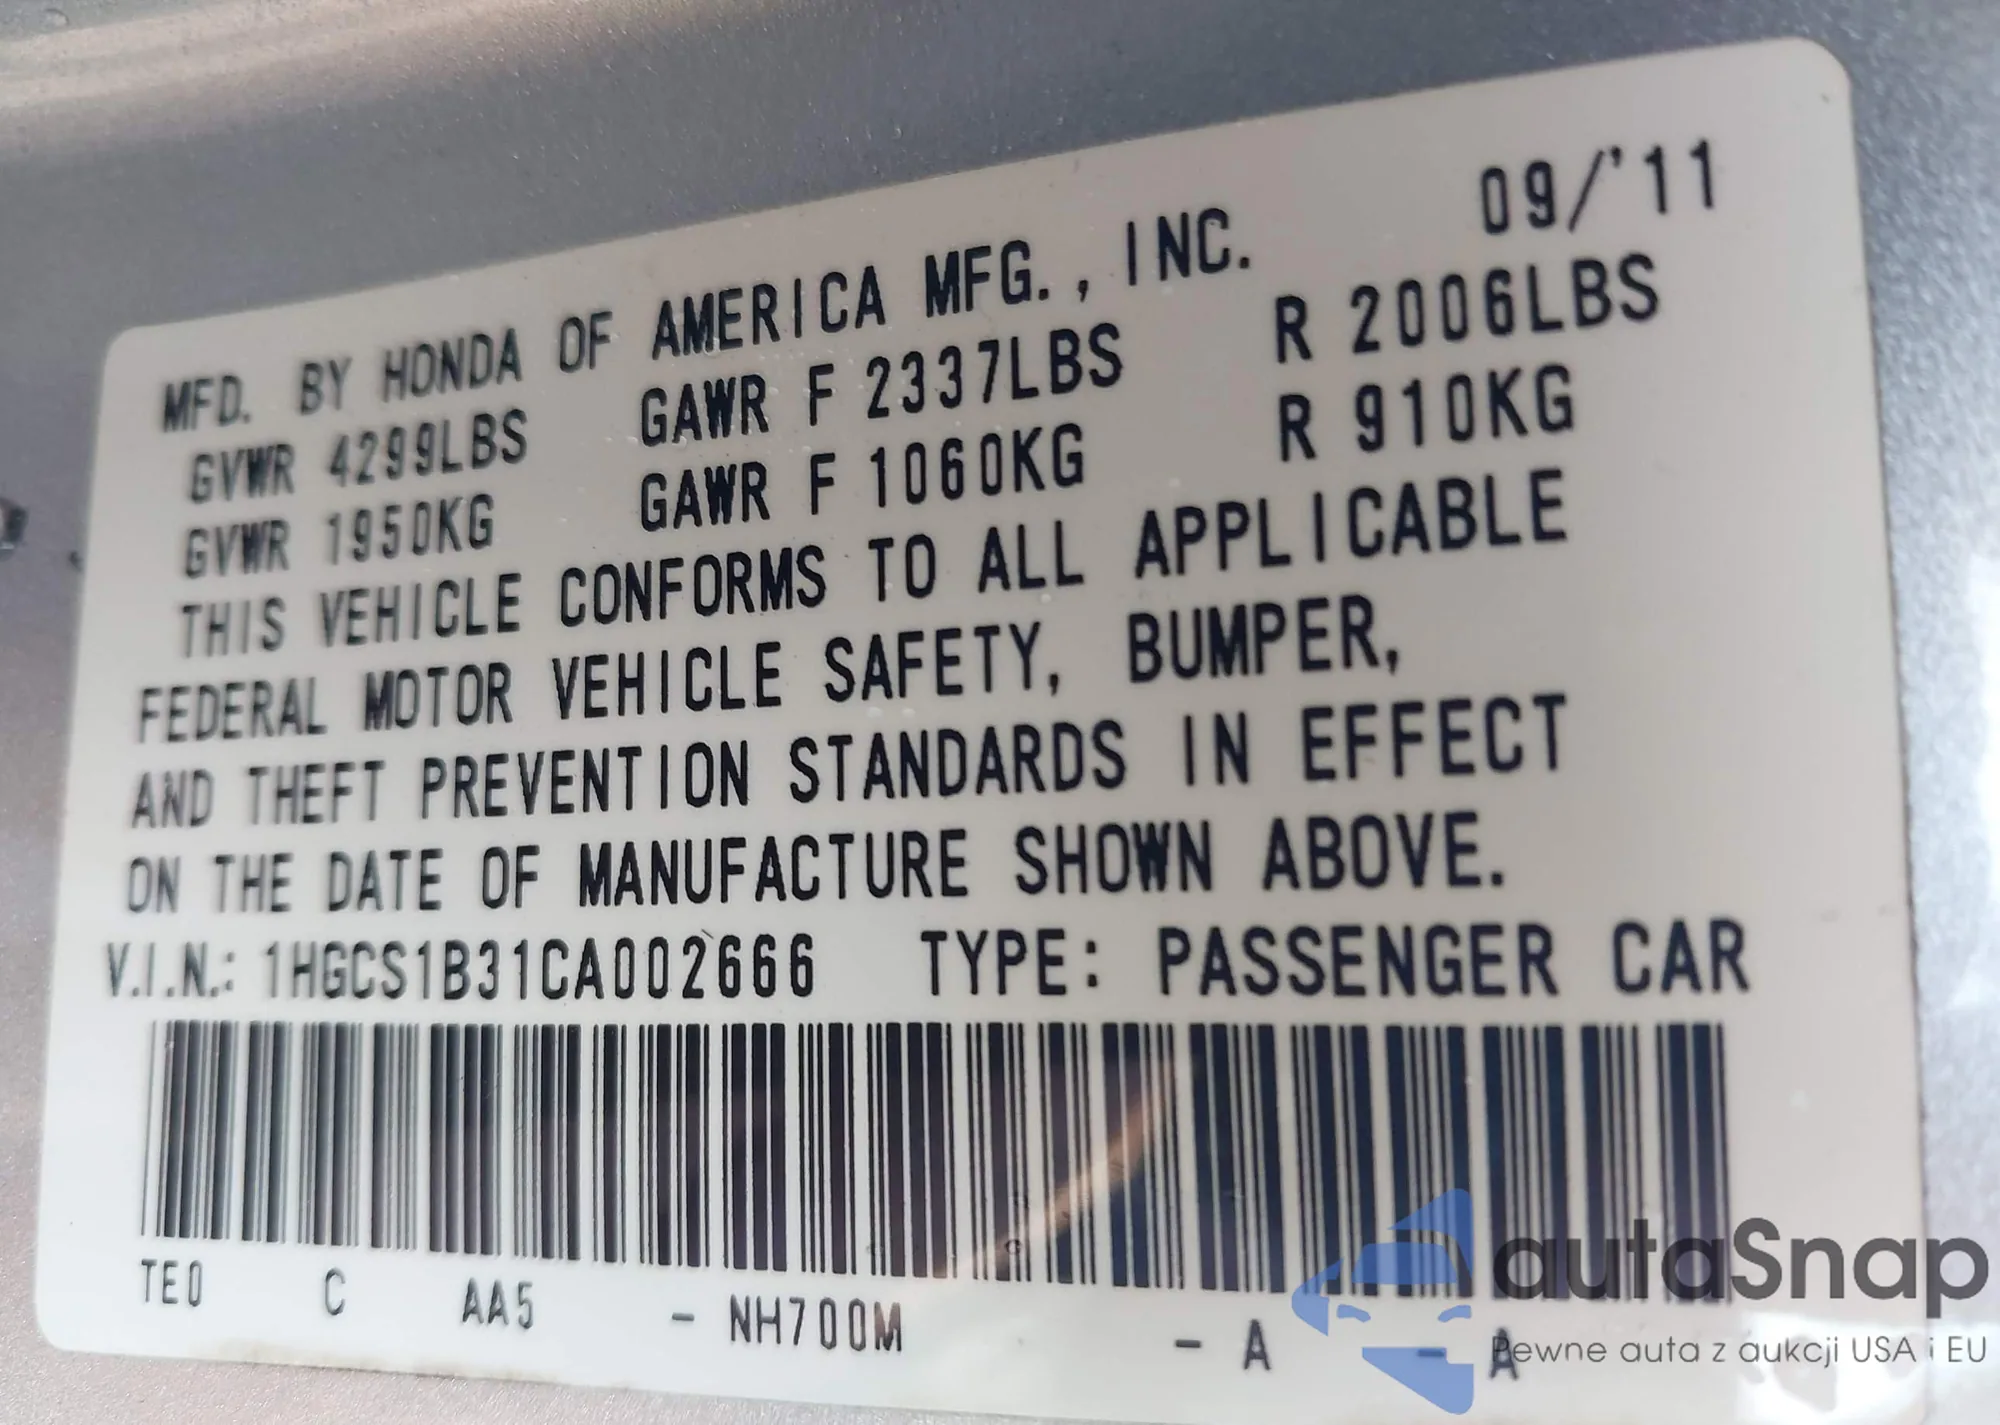 09/'11
MFD. BY HONDA OF AMERICA MFG., INC.
GVWR 4299LBS GAWR F 2337LBS R 2006LBS
GVWR 1950KG GAWR F 1060KG R 910KG
THIS VEHICLE CONFORMS TO ALL APPLICABLE
FEDERAL MOTOR VEHICLE SAFETY, BUMPER,
AND THEFT PREVENTION STANDARDS IN EFFECT
ON THE DATE OF MANUFACTURE SHOWN ABOVE.
V.I.N.: 1HGCS1B31CA002666 TYPE: PASSENGER CAR
TE0 C AA5 - NH700M - A - A
autaSnap
Pewne auta z aukcji USA i EU